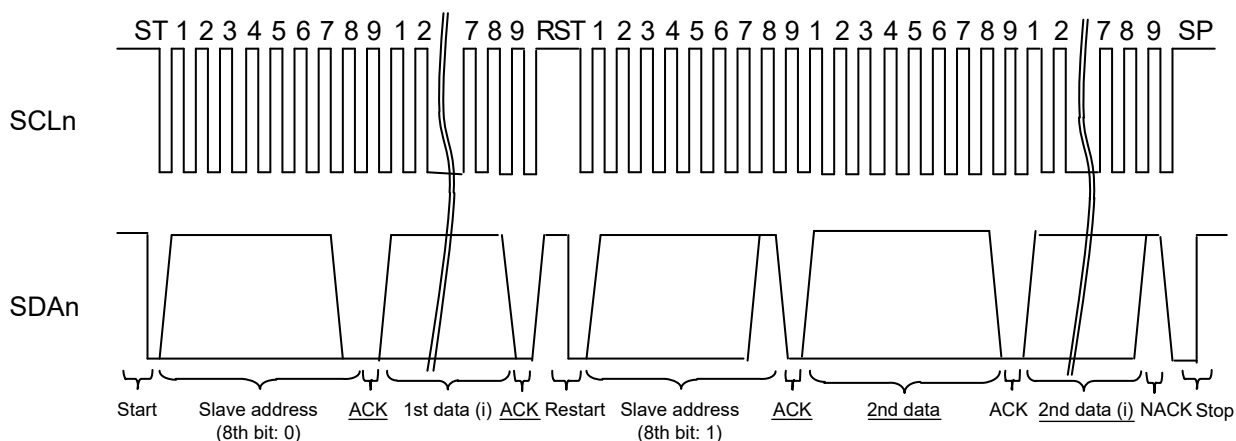 ST 1 2 3 4 5 6 7 8 9 1 2 7 8 9 RST 1 2 3 4 5 6 7 8 9 1 2 3 4 5 6 7 8 9 1 2 7 8 9 SP
SCLn
SDAn
Start Slave address ACK 1st data (i) ACK Restart Slave address ACK 2nd data ACK 2nd data (i) NACK Stop
(8th bit: 0) (8th bit: 1)